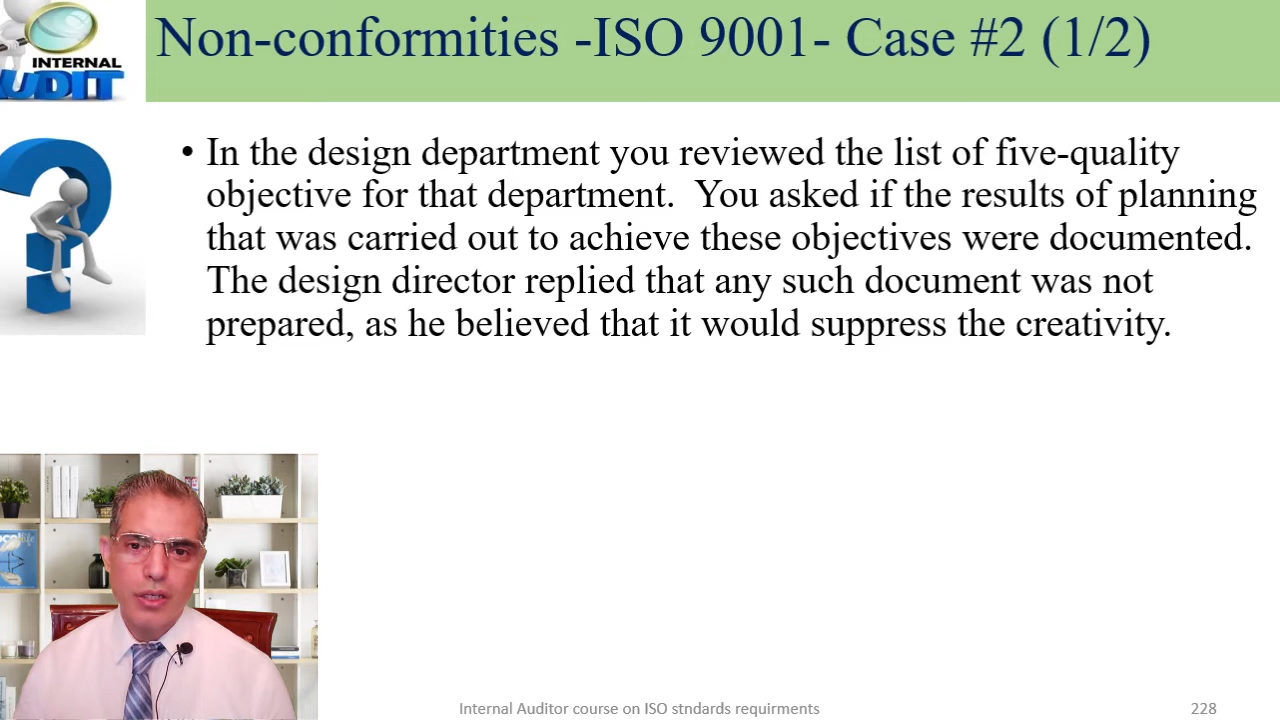 Non-conformities -ISO 9001- Case #2 (1/2)
INTERNAL
AUDIT
• In the design department you reviewed the list of five-quality
objective for that department. You asked if the results of planning
that was carried out to achieve these objectives were documented.
The design director replied that any such document was not
prepared, as he believed that it would suppress the creativity.
Internal Auditor course on ISO stndards requirments
228